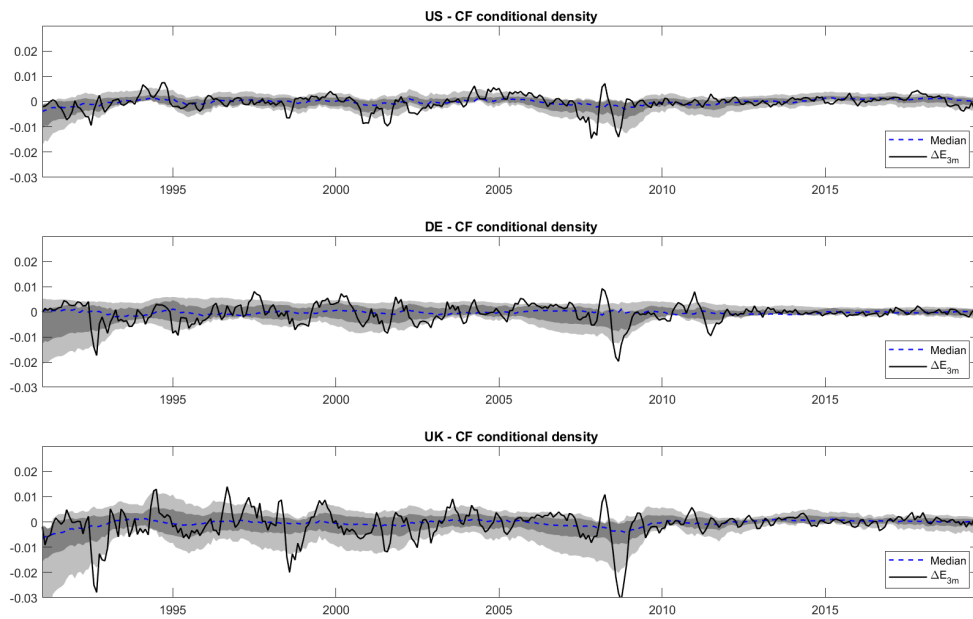 US - CF conditional density
0.02
0.01
0
-0.01
-0.02
-0.03
1995 2000 2005 2010 2015
Median
ΔE3m
DE - CF conditional density
0.02
0.01
0
-0.01
-0.02
-0.03
1995 2000 2005 2010 2015
Median
ΔE3m
UK - CF conditional density
0.02
0.01
0
-0.01
-0.02
-0.03
1995 2000 2005 2010 2015
Median
ΔE3m